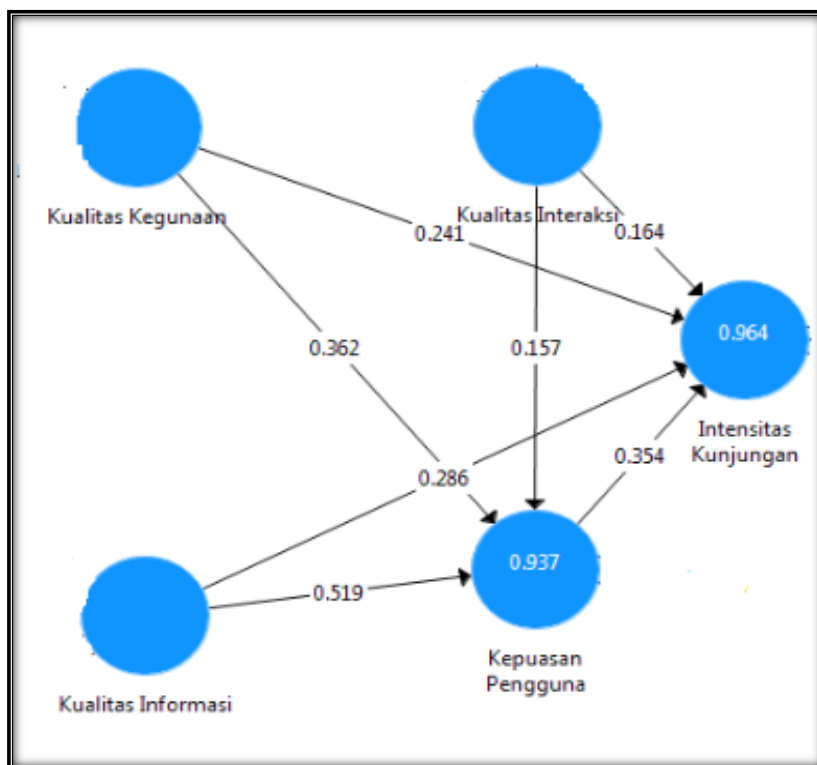 Kualitas Kegunaan
Kualitas Interaksi
0.241
0.164
0.964
0.362
0.157
Intensitas
Kunjungan
0.286
0.354
0.937
0.519
Kepuasan
Pengguna
Kualitas Informasi